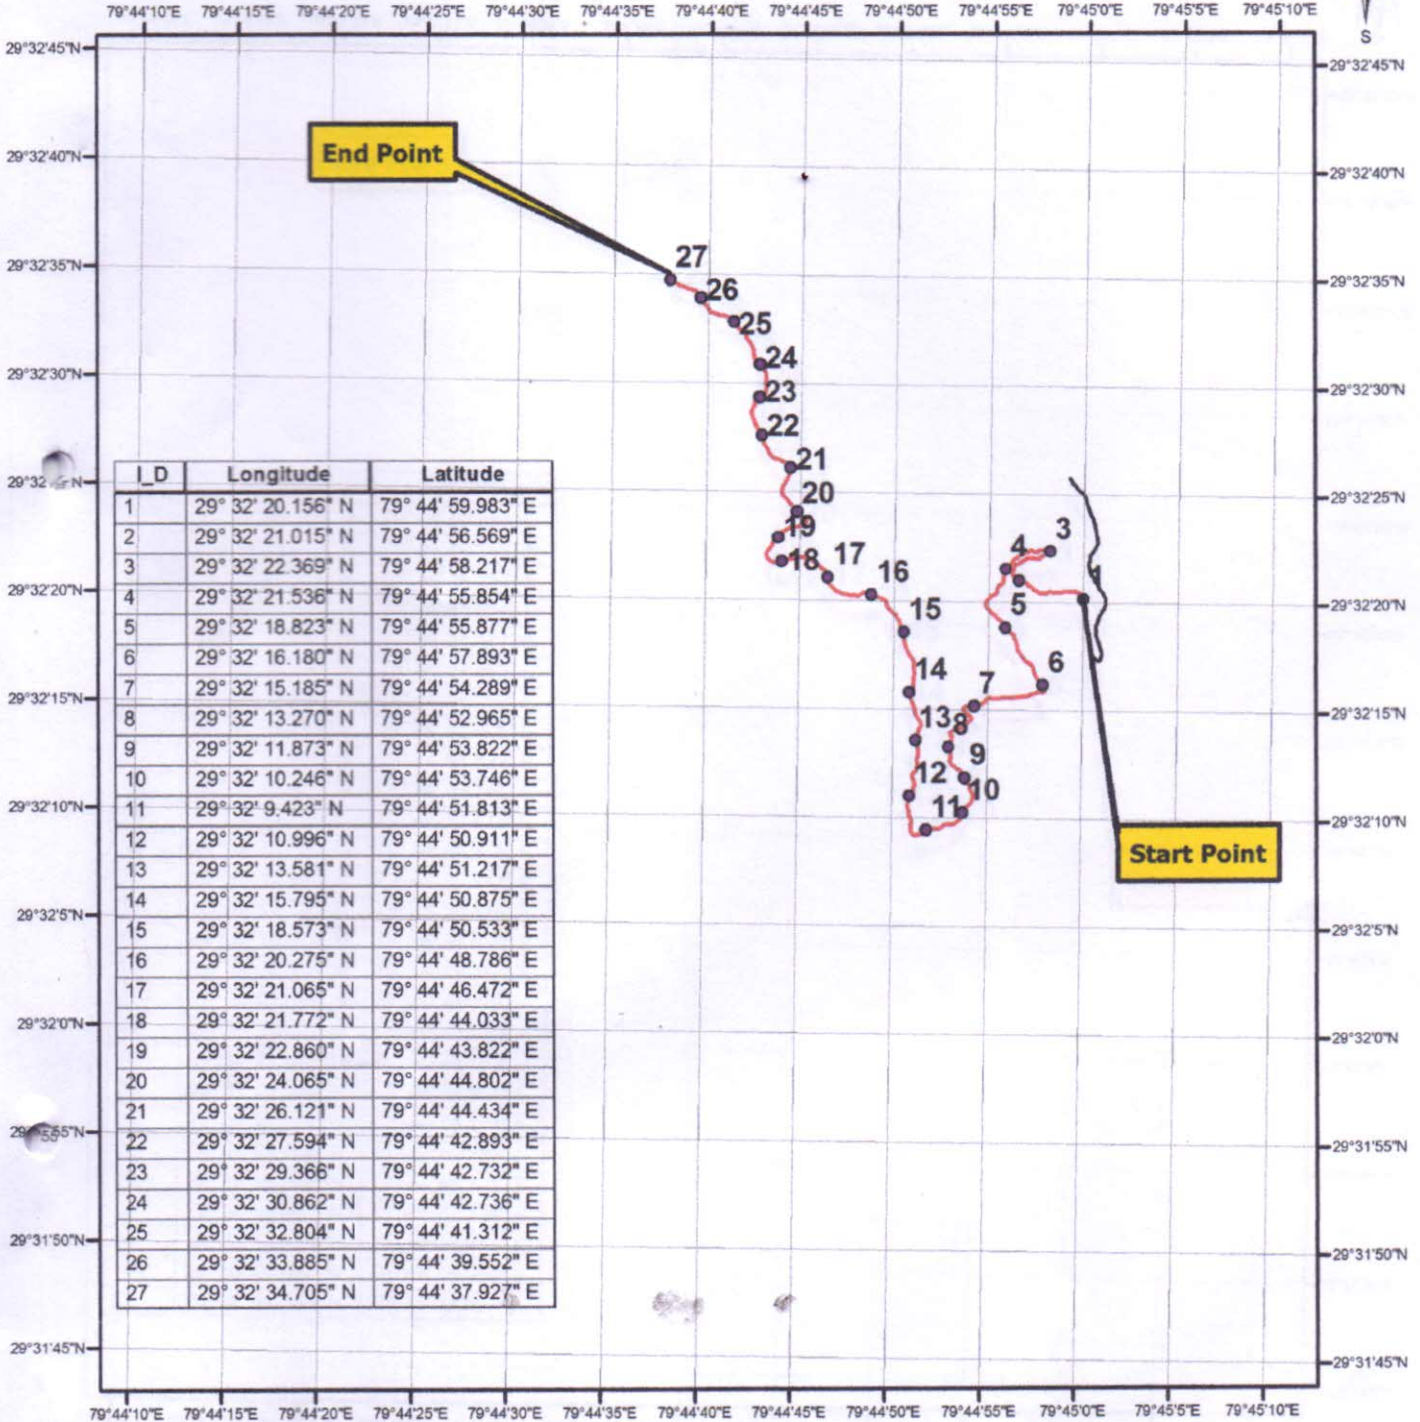 79°44'10"E 79°44'15"E 79°44'20"E 79°44'25"E 79°44'30"E 79°44'35"E 79°44'40"E 79°44'45"E 79°44'50"E 79°44'55"E 79°45'0"E 79°45'5"E 79°45'10"E
S
29°32'45"N 29°32'45"N
End Point
29°32'40"N 29°32'40"N
27
29°32'35"N 29°32'35"N
26
25
24
29°32'30"N 29°32'30"N
23
22
21
20
29°32'25"N
19
18
17
16
3
4
5
29°32'20"N 29°32'20"N
15
14
6
7
29°32'15"N 29°32'15"N
13
8
9
12
10
11
29°32'10"N 29°32'10"N
Start Point
29°32'5"N 29°32'5"N
29°32'0"N 29°32'0"N
29°31'55"N
29°31'50"N 29°31'50"N
29°31'45"N 29°31'45"N
I_D Longitude Latitude
1 29° 32' 20.156" N 79° 44' 59.983" E
2 29° 32' 21.015" N 79° 44' 56.569" E
3 29° 32' 22.369" N 79° 44' 58.217" E
4 29° 32' 21.536" N 79° 44' 55.854" E
5 29° 32' 18.823" N 79° 44' 55.877" E
6 29° 32' 16.180" N 79° 44' 57.893" E
7 29° 32' 15.185" N 79° 44' 54.289" E
8 29° 32' 13.270" N 79° 44' 52.965" E
9 29° 32' 11.873" N 79° 44' 53.822" E
10 29° 32' 10.246" N 79° 44' 53.746" E
11 29° 32' 9.423" N 79° 44' 51.813" E
12 29° 32' 10.996" N 79° 44' 50.911" E
13 29° 32' 13.581" N 79° 44' 51.217" E
14 29° 32' 15.795" N 79° 44' 50.875" E
15 29° 32' 18.573" N 79° 44' 50.533" E
16 29° 32' 20.275" N 79° 44' 48.786" E
17 29° 32' 21.065" N 79° 44' 46.472" E
18 29° 32' 21.772" N 79° 44' 44.033" E
19 29° 32' 22.860" N 79° 44' 43.822" E
20 29° 32' 24.065" N 79° 44' 44.802" E
21 29° 32' 26.121" N 79° 44' 44.434" E
22 29° 32' 27.594" N 79° 44' 42.893" E
23 29° 32' 29.366" N 79° 44' 42.732" E
24 29° 32' 30.862" N 79° 44' 42.736" E
25 29° 32' 32.804" N 79° 44' 41.312" E
26 29° 32' 33.885" N 79° 44' 39.552" E
27 29° 32' 34.705" N 79° 44' 37.927" E
79°44'10"E 79°44'15"E 79°44'20"E 79°44'25"E 79°44'30"E 79°44'35"E 79°44'40"E 79°44'45"E 79°44'50"E 79°44'55"E 79°45'0"E 79°45'5"E 79°45'10"E